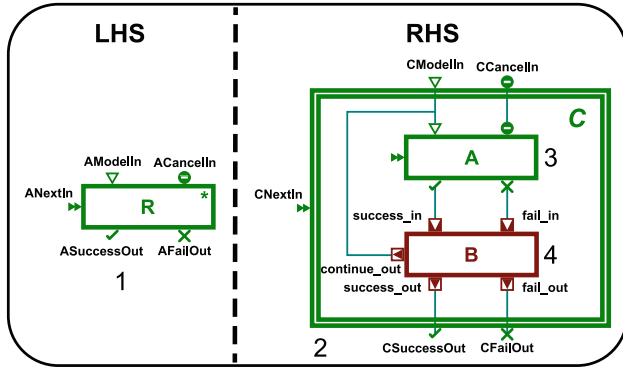 LHS
RHS
CModelIn
CCancelIn
C
AModelIn
ACancelIn
A
3
ANextIn
R
*
CNextIn
success_in
fail_in
ASuccessOut
AFailOut
B
4
1
continue_out
success_out
fail_out
2
CSuccessOut
CFailOut